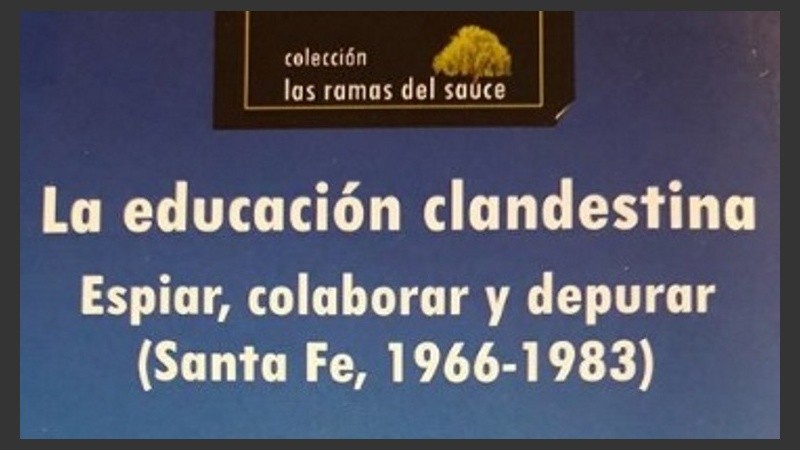 colección
las ramas del sauce
La educación clandestina
Espiar, colaborar y depurar
(Santa Fe, 1966-1983)